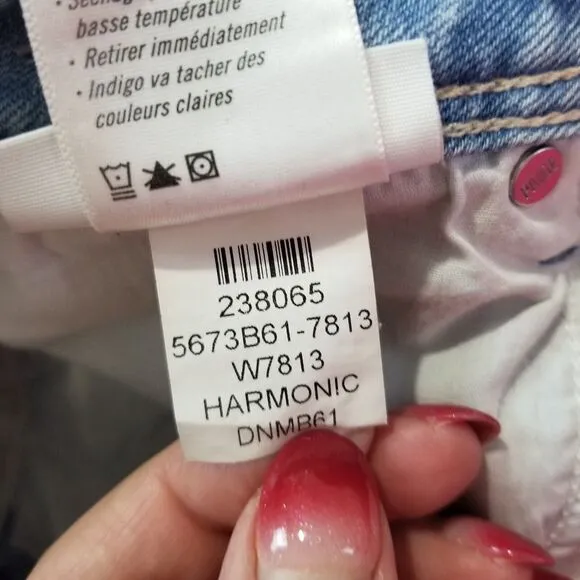 basse température
• Retirer immédiatement
• Indigo va tacher des
couleurs claires
238065
5673B61-7813
W7813
HARMONIC
DNMB61